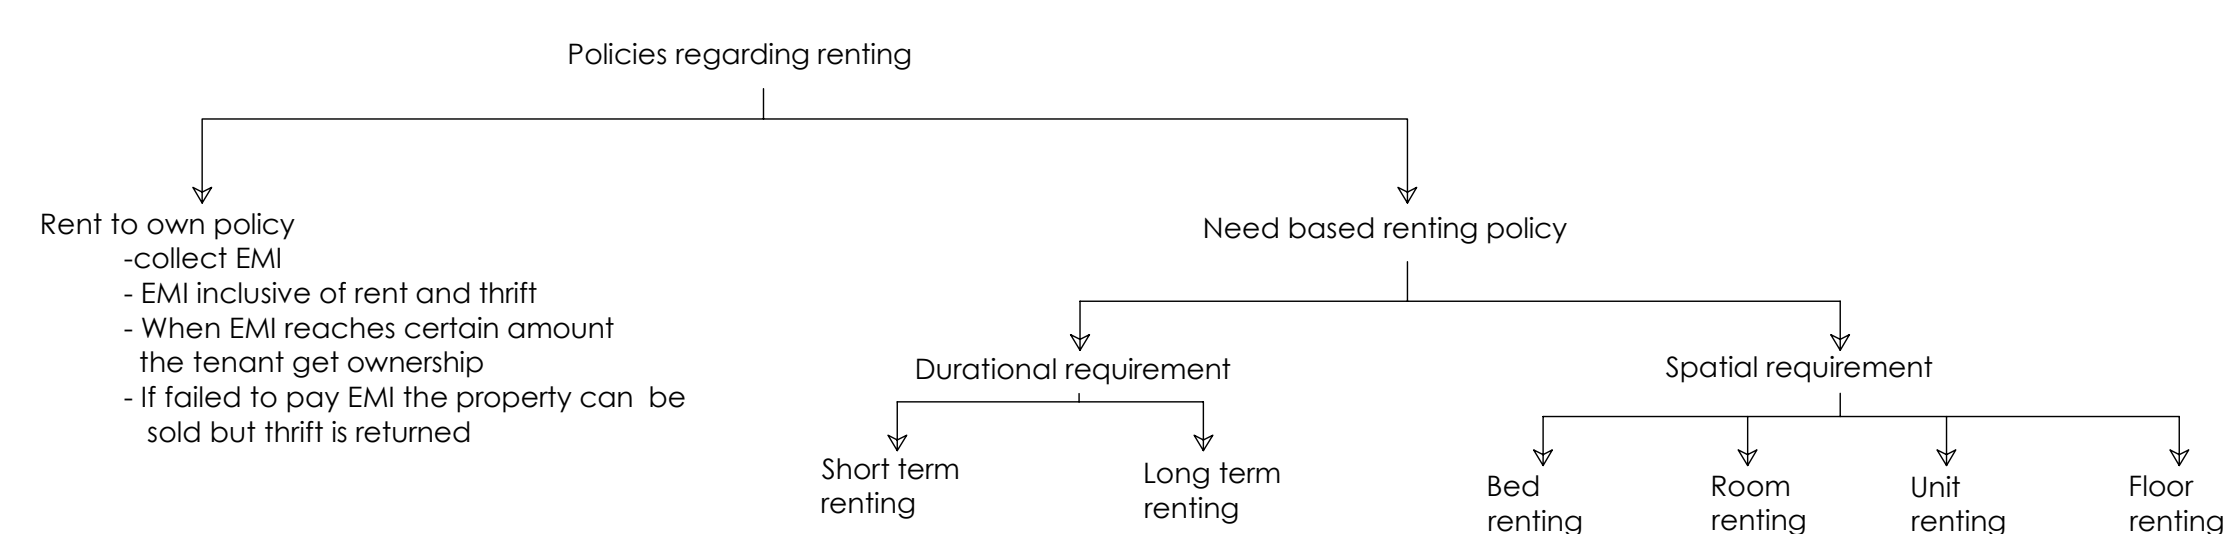 Policies regarding renting
Rent to own policy
-collect EMI
- EMI inclusive of rent and thrift
- When EMI reaches certain amount
the tenant get ownership
- If failed to pay EMI the property can be
sold but thrift is returned
Need based renting policy
Durational requirement
Short term
renting
Long term
renting
Spatial requirement
Bed
renting
Room
renting
Unit
renting
Floor
renting